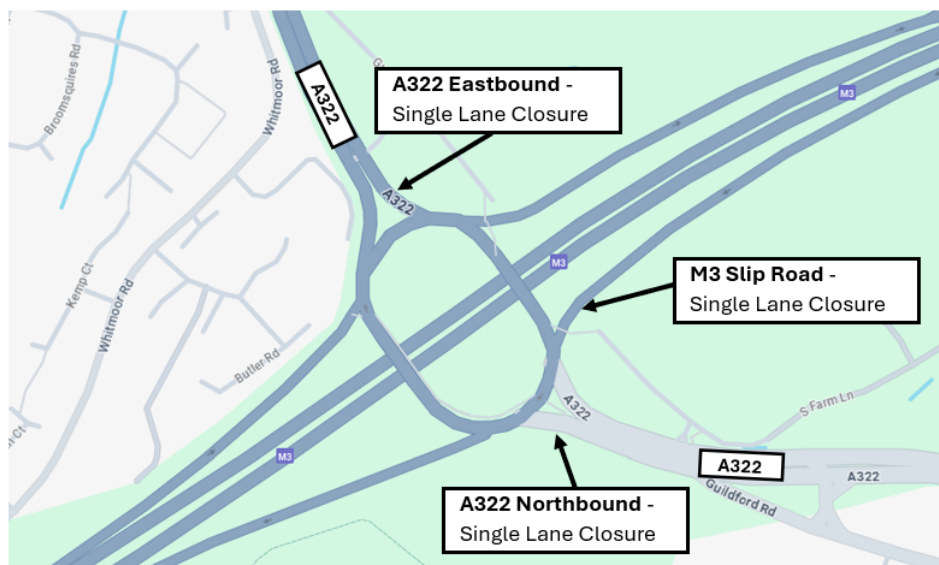 Broomsquires Rd
Whitmoor Rd
A322
A322 Eastbound -
Single Lane Closure
M3
A322
M3
Kemp Ct
Whitmoor Rd
M3 Slip Road -
Single Lane Closure
Butler Rd
A322
S Farm Ln
Ct
M3
A322
A322
Guildford Rd
A322 Northbound -
Single Lane Closure